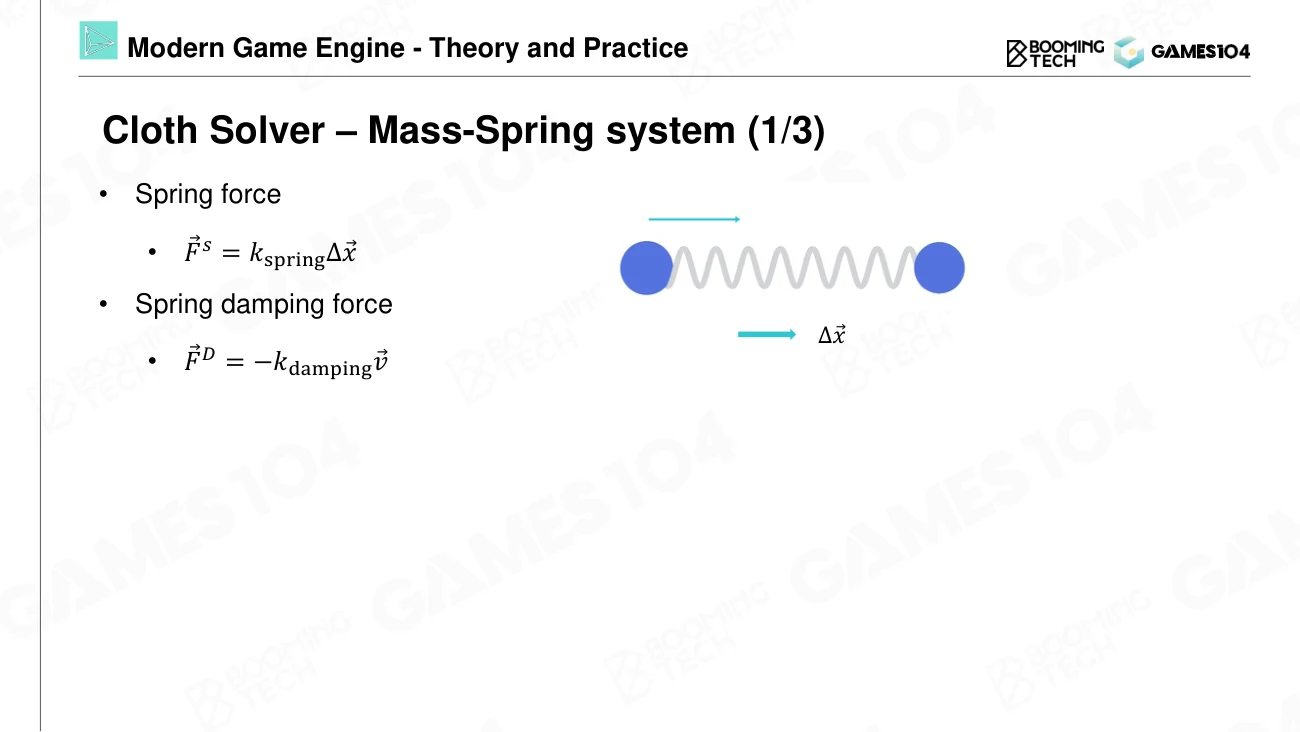 Modern Game Engine - Theory and Practice
BOOMING
TECH
GAMES104
Cloth Solver – Mass-Spring system (1/3)
• Spring force
• F⃗ˢ = k_spring Δx⃗
• Spring damping force
• F⃗ᴰ = −k_damping v⃗
Δx⃗